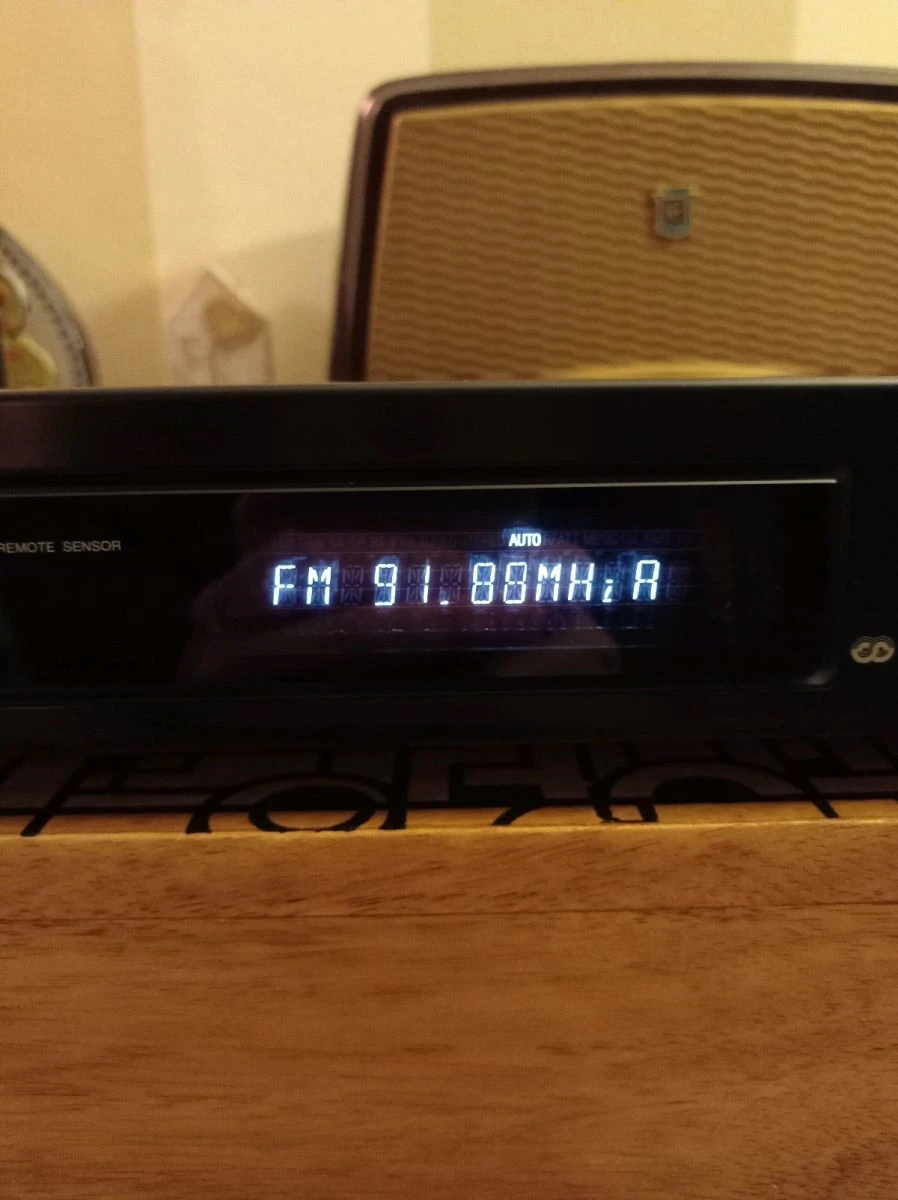 AUTO
REMOTE SENSOR
FM 91.88MHz A